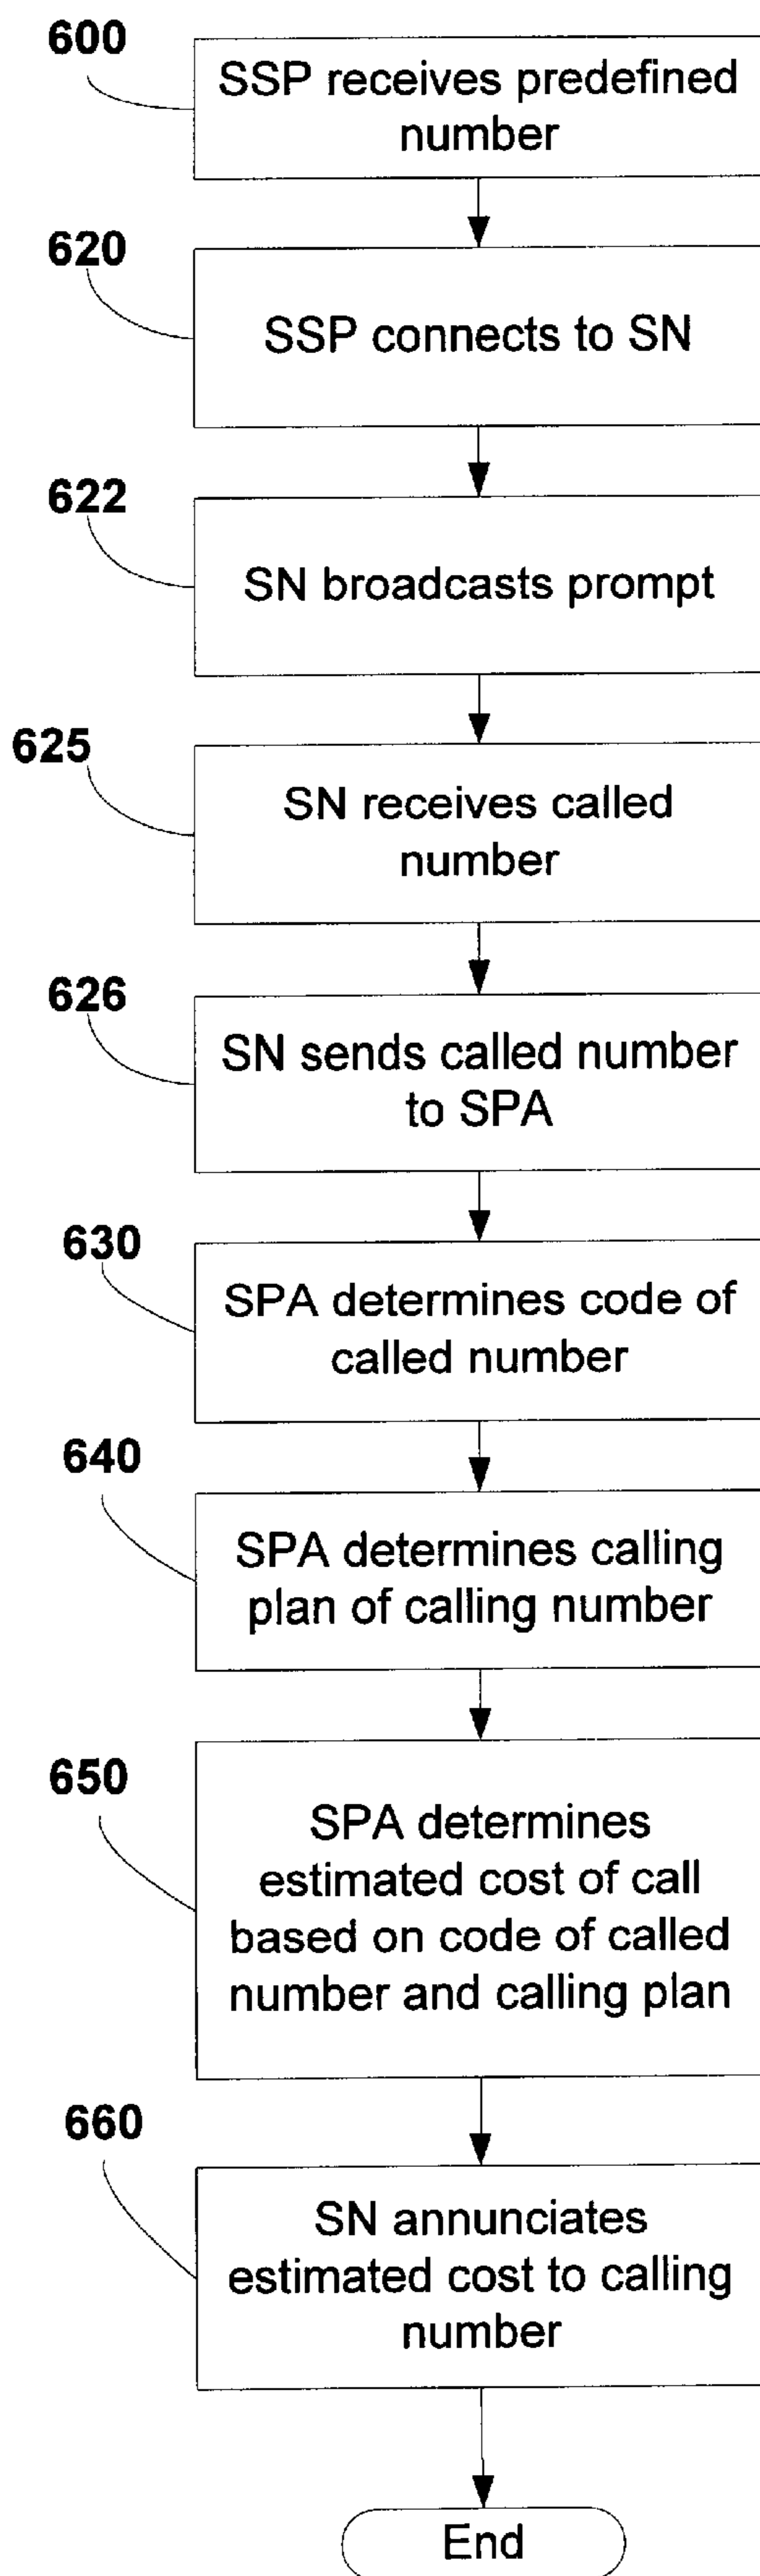 600
SSP receives predefined
number
620
SSP connects to SN
622
SN broadcasts prompt
625
SN receives called
number
626
SN sends called number
to SPA
630
SPA determines code of
called number
640
SPA determines calling
plan of calling number
650
SPA determines
estimated cost of call
based on code of called
number and calling plan
660
SN annunciates
estimated cost to calling
number
End